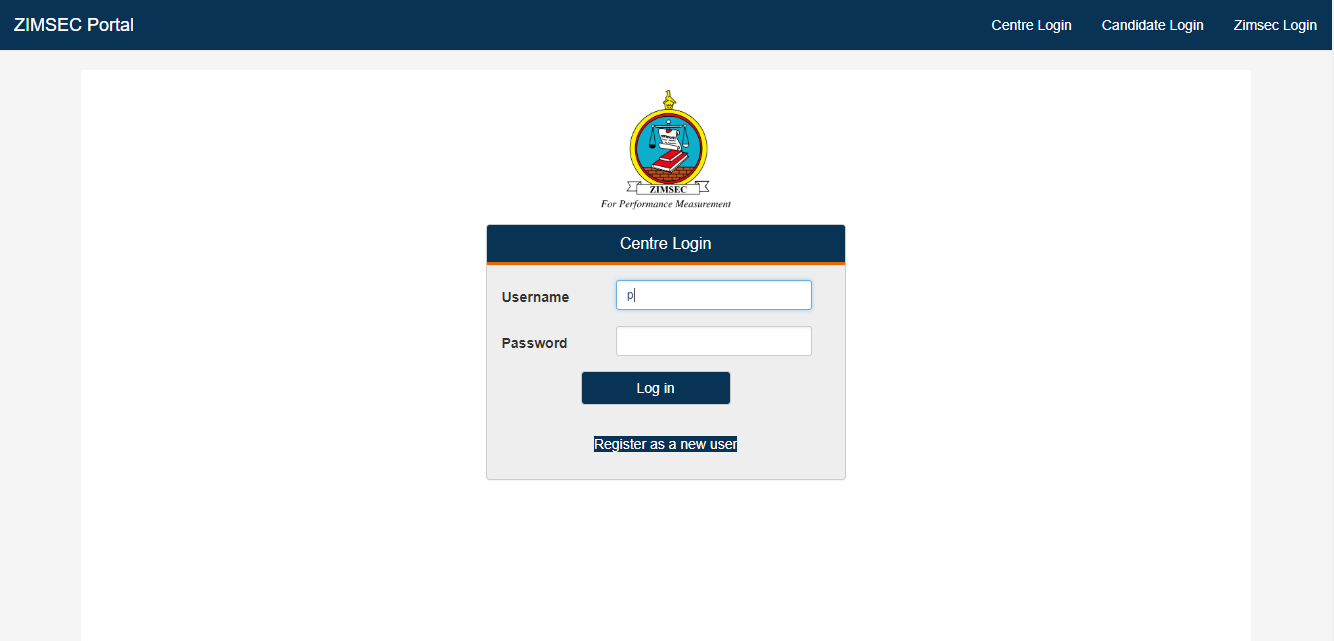 ZIMSEC Portal
Centre Login
Candidate Login
Zimsec Login
ZIMSEC
For Performance Measurement
Centre Login
Username
p
Password
Log in
Register as a new user